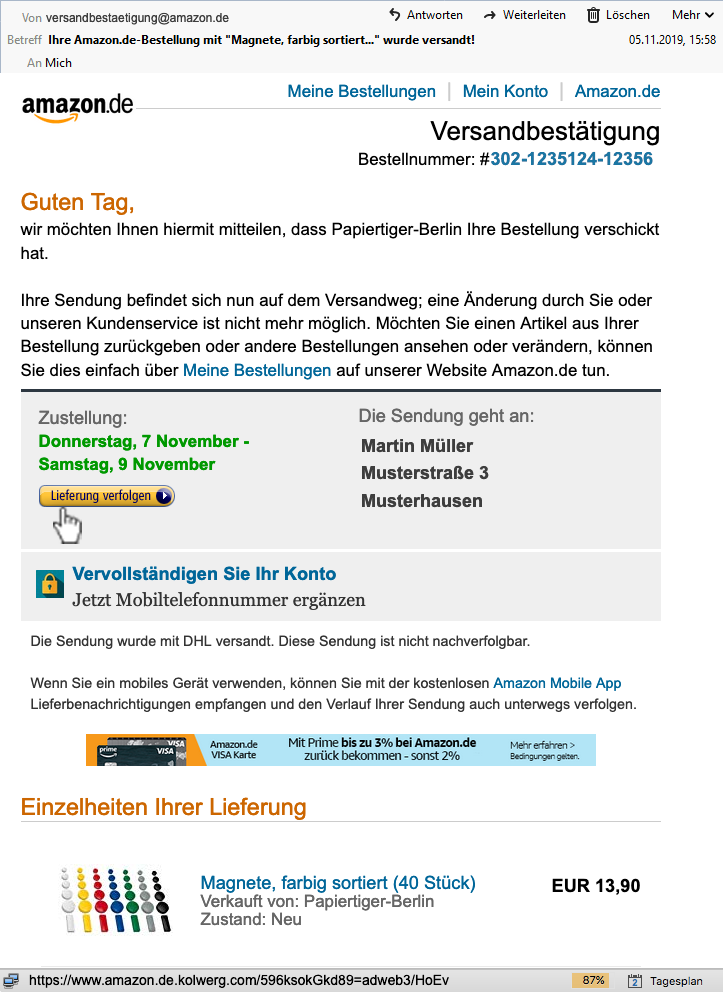 Von versandbestaetigung@amazon.de
Antworten Weiterleiten Löschen Mehr
Betreff Ihre Amazon.de-Bestellung mit "Magnete, farbig sortiert..." wurde versandt!
05.11.2019, 15:58
An Mich
amazon.de
Meine Bestellungen | Mein Konto | Amazon.de
Versandbestätigung
Bestellnummer: #302-1235124-12356
Guten Tag,
wir möchten Ihnen hiermit mitteilen, dass Papiertiger-Berlin Ihre Bestellung verschickt
hat.
Ihre Sendung befindet sich nun auf dem Versandweg; eine Änderung durch Sie oder
unseren Kundenservice ist nicht mehr möglich. Möchten Sie einen Artikel aus Ihrer
Bestellung zurückgeben oder andere Bestellungen ansehen oder verändern, können
Sie dies einfach über Meine Bestellungen auf unserer Website Amazon.de tun.
Zustellung:
Donnerstag, 7 November -
Samstag, 9 November
Lieferung verfolgen
Die Sendung geht an:
Martin Müller
Musterstraße 3
Musterhausen
Vervollständigen Sie Ihr Konto
Jetzt Mobiltelefonnummer ergänzen
Die Sendung wurde mit DHL versandt. Diese Sendung ist nicht nachverfolgbar.
Wenn Sie ein mobiles Gerät verwenden, können Sie mit der kostenlosen Amazon Mobile App
Lieferbenachrichtigungen empfangen und den Verlauf Ihrer Sendung auch unterwegs verfolgen.
prime
VISA
VISA
Amazon.de
VISA Karte
Mit Prime bis zu 3% bei Amazon.de
zurück bekommen - sonst 2%
Mehr erfahren >
Bedingungen gelten.
Einzelheiten Ihrer Lieferung
Magnete, farbig sortiert (40 Stück)
EUR 13,90
Verkauft von: Papiertiger-Berlin
Zustand: Neu
https://www.amazon.de.kolwerg.com/596ksokGkd89=adweb3/HoEv
87%
2
Tagesplan